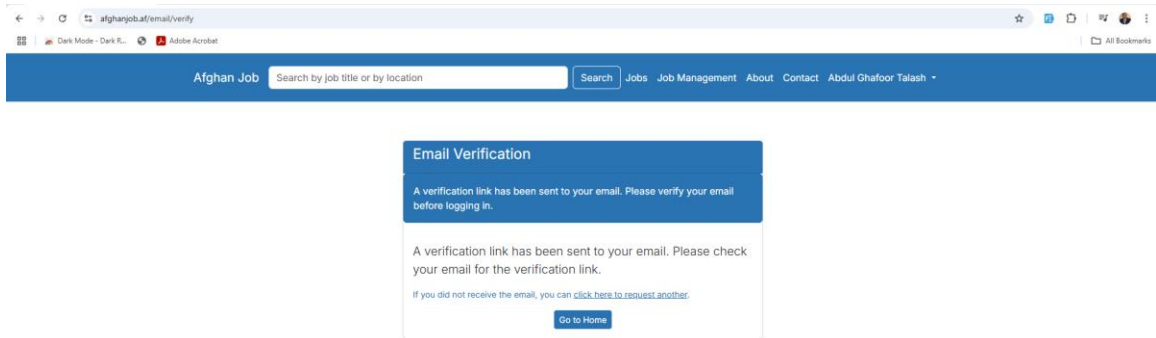 afghanjob.af/email/verify
Dark Mode - Dark R... Adobe Acrobat All Bookmarks
Afghan Job Search by job title or by location Search Jobs Job Management About Contact Abdul Ghafoor Talash
Email Verification
A verification link has been sent to your email. Please verify your email
before logging in.
A verification link has been sent to your email. Please check
your email for the verification link.
If you did not receive the email, you can click here to request another.
Go to Home